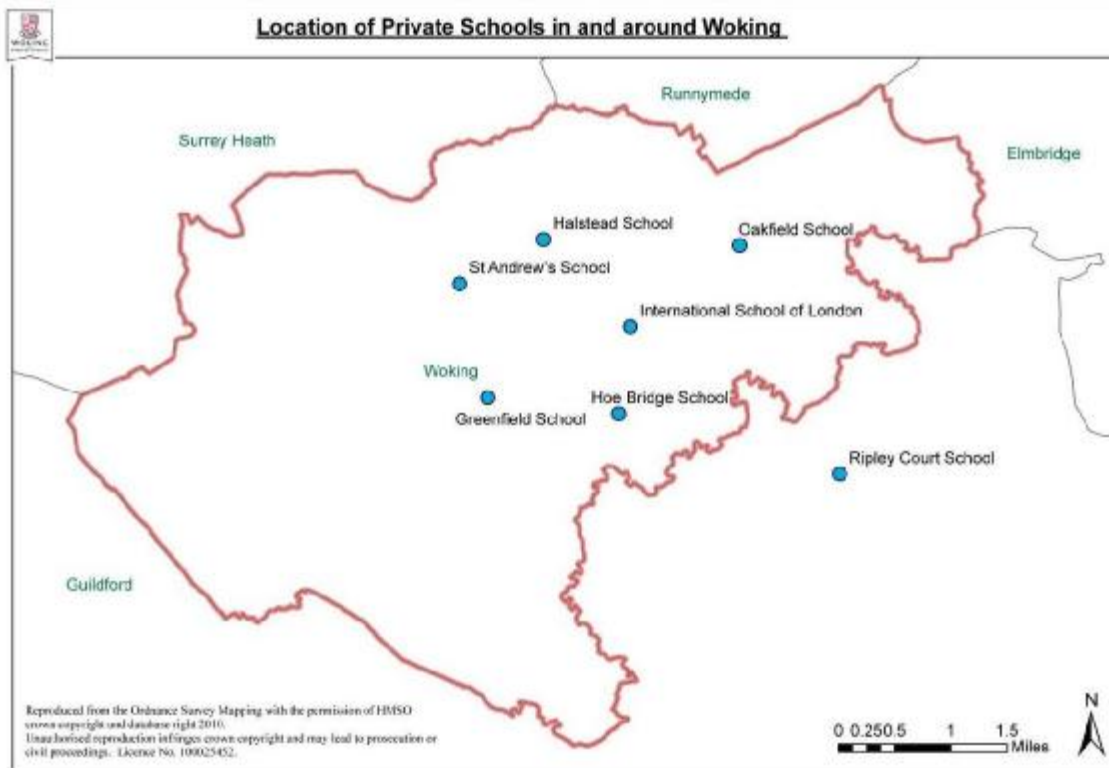 WOKING
Location of Private Schools in and around Woking
Runnymede
Surrey Heath
Elmbridge
Halstead School
Oakfield School
St Andrew's School
International School of London
Woking
Hoe Bridge School
Greenfield School
Ripley Court School
Guildford
N
Reproduced from the Ordnance Survey Mapping with the permission of HMSO
crown copyright and database right 2010.
Unauthorised reproduction infringes crown copyright and may lead to prosecution or
civil proceedings. Licence No. 100025452.
0 0.25 0.5 1 1.5
Miles